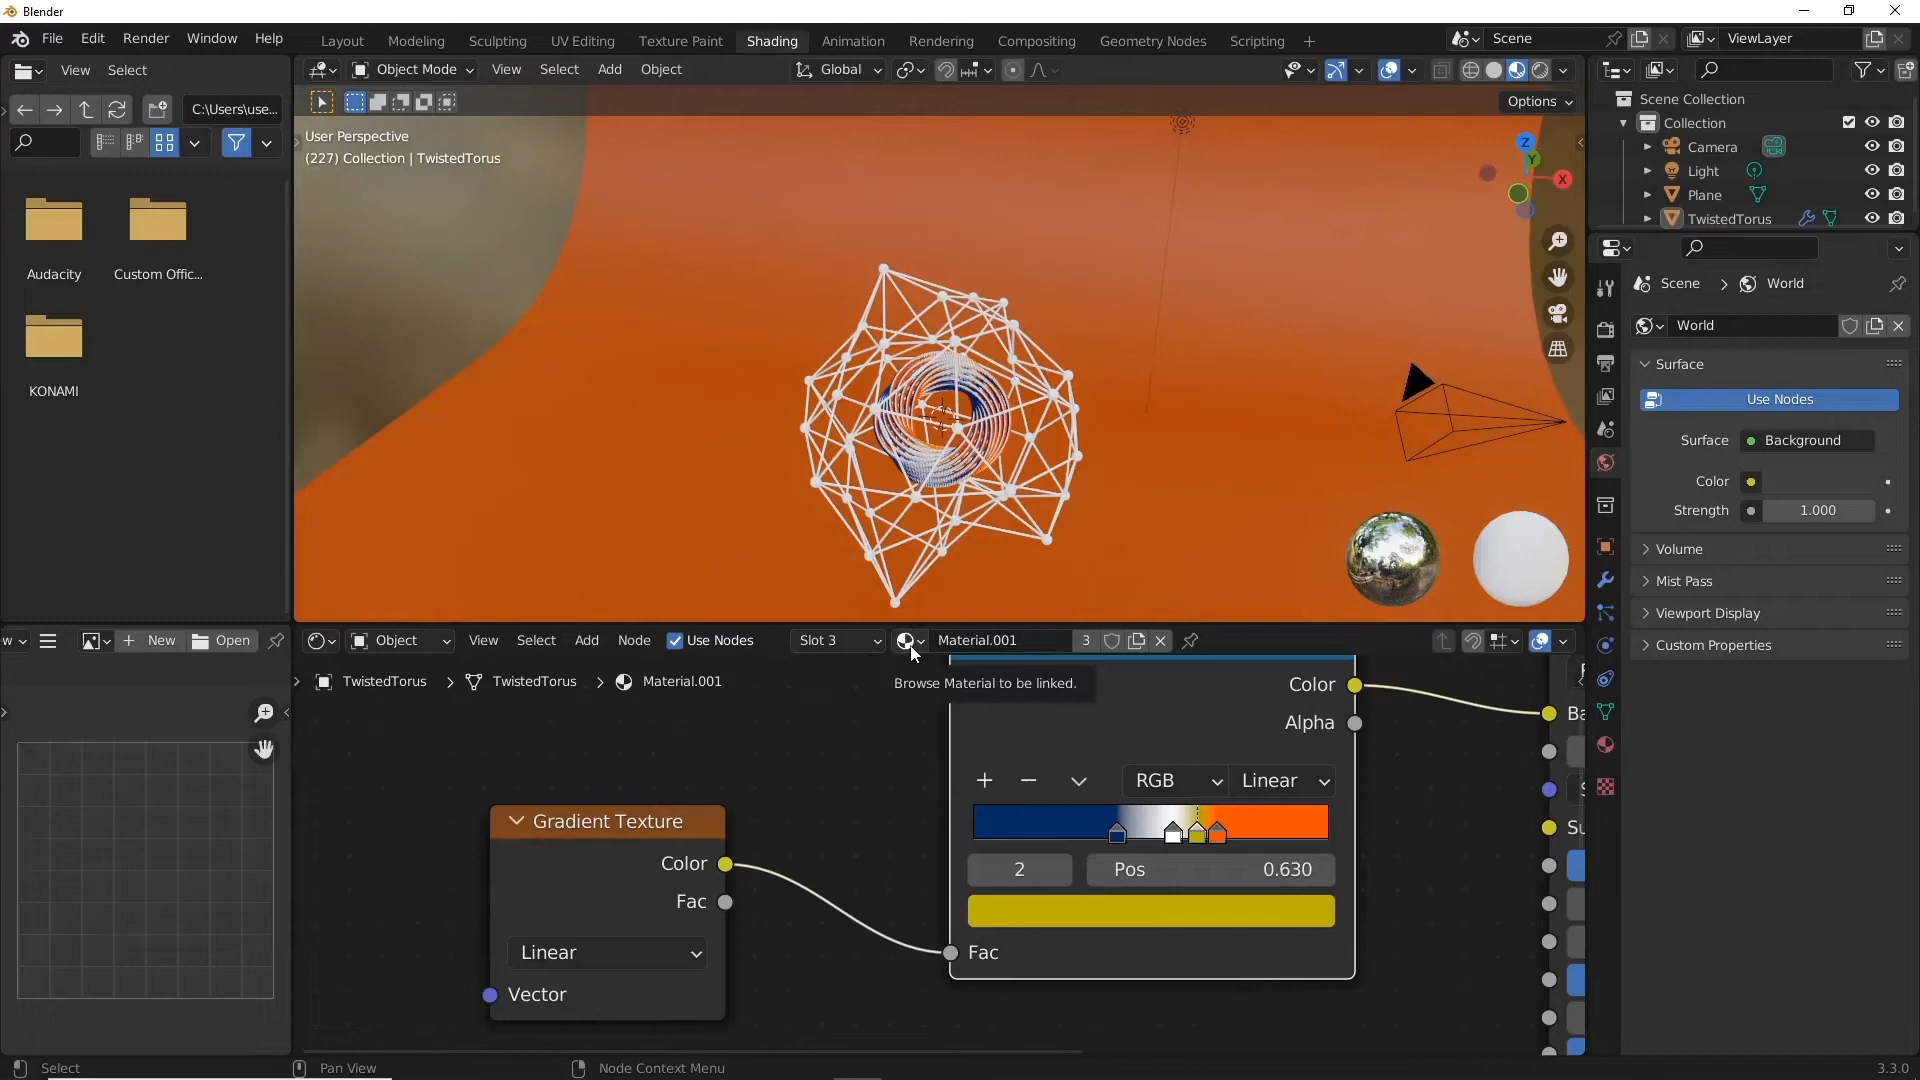 Blender
File Edit Render Window Help
Layout Modeling Sculpting UV Editing Texture Paint Shading Animation Rendering Compositing Geometry Nodes Scripting +
Scene
ViewLayer
View Select
Object Mode View Select Add Object
Global
C:\Users\use...
Options
User Perspective
(227) Collection | TwistedTorus
Z
Y
X
Audacity
Custom Offic...
KONAMI
Scene Collection
Collection
Camera
Light
Plane
TwistedTorus
Scene > World
World
Surface
Use Nodes
Surface Background
Color
Strength 1.000
Volume
Mist Pass
Viewport Display
Custom Properties
w
+ New
Open
Object View Select Add Node Use Nodes
Slot 3
Material.001 3
TwistedTorus > TwistedTorus > Material.001
Browse Material to be linked.
Color
Alpha
+ −
RGB Linear
2 Pos 0.630
Fac
Gradient Texture
Color
Fac
Linear
Vector
Ba
Su
Select
Pan View
Node Context Menu
3.3.0